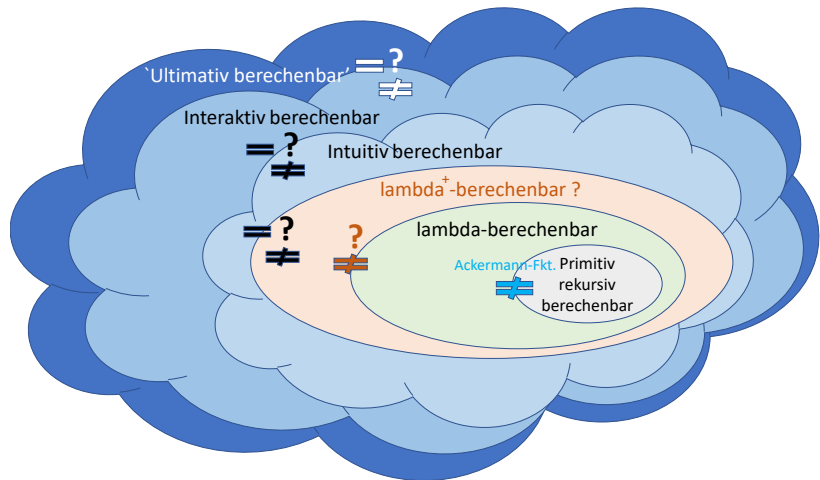 `Ultimativ berechenbar’ = ?
≠
Interaktiv berechenbar
= ?
≠
Intuitiv berechenbar
lambda⁺-berechenbar ?
lambda-berechenbar
= ?
≠
?
≠
Ackermann-Fkt.
≠
Primitiv
rekursiv
berechenbar